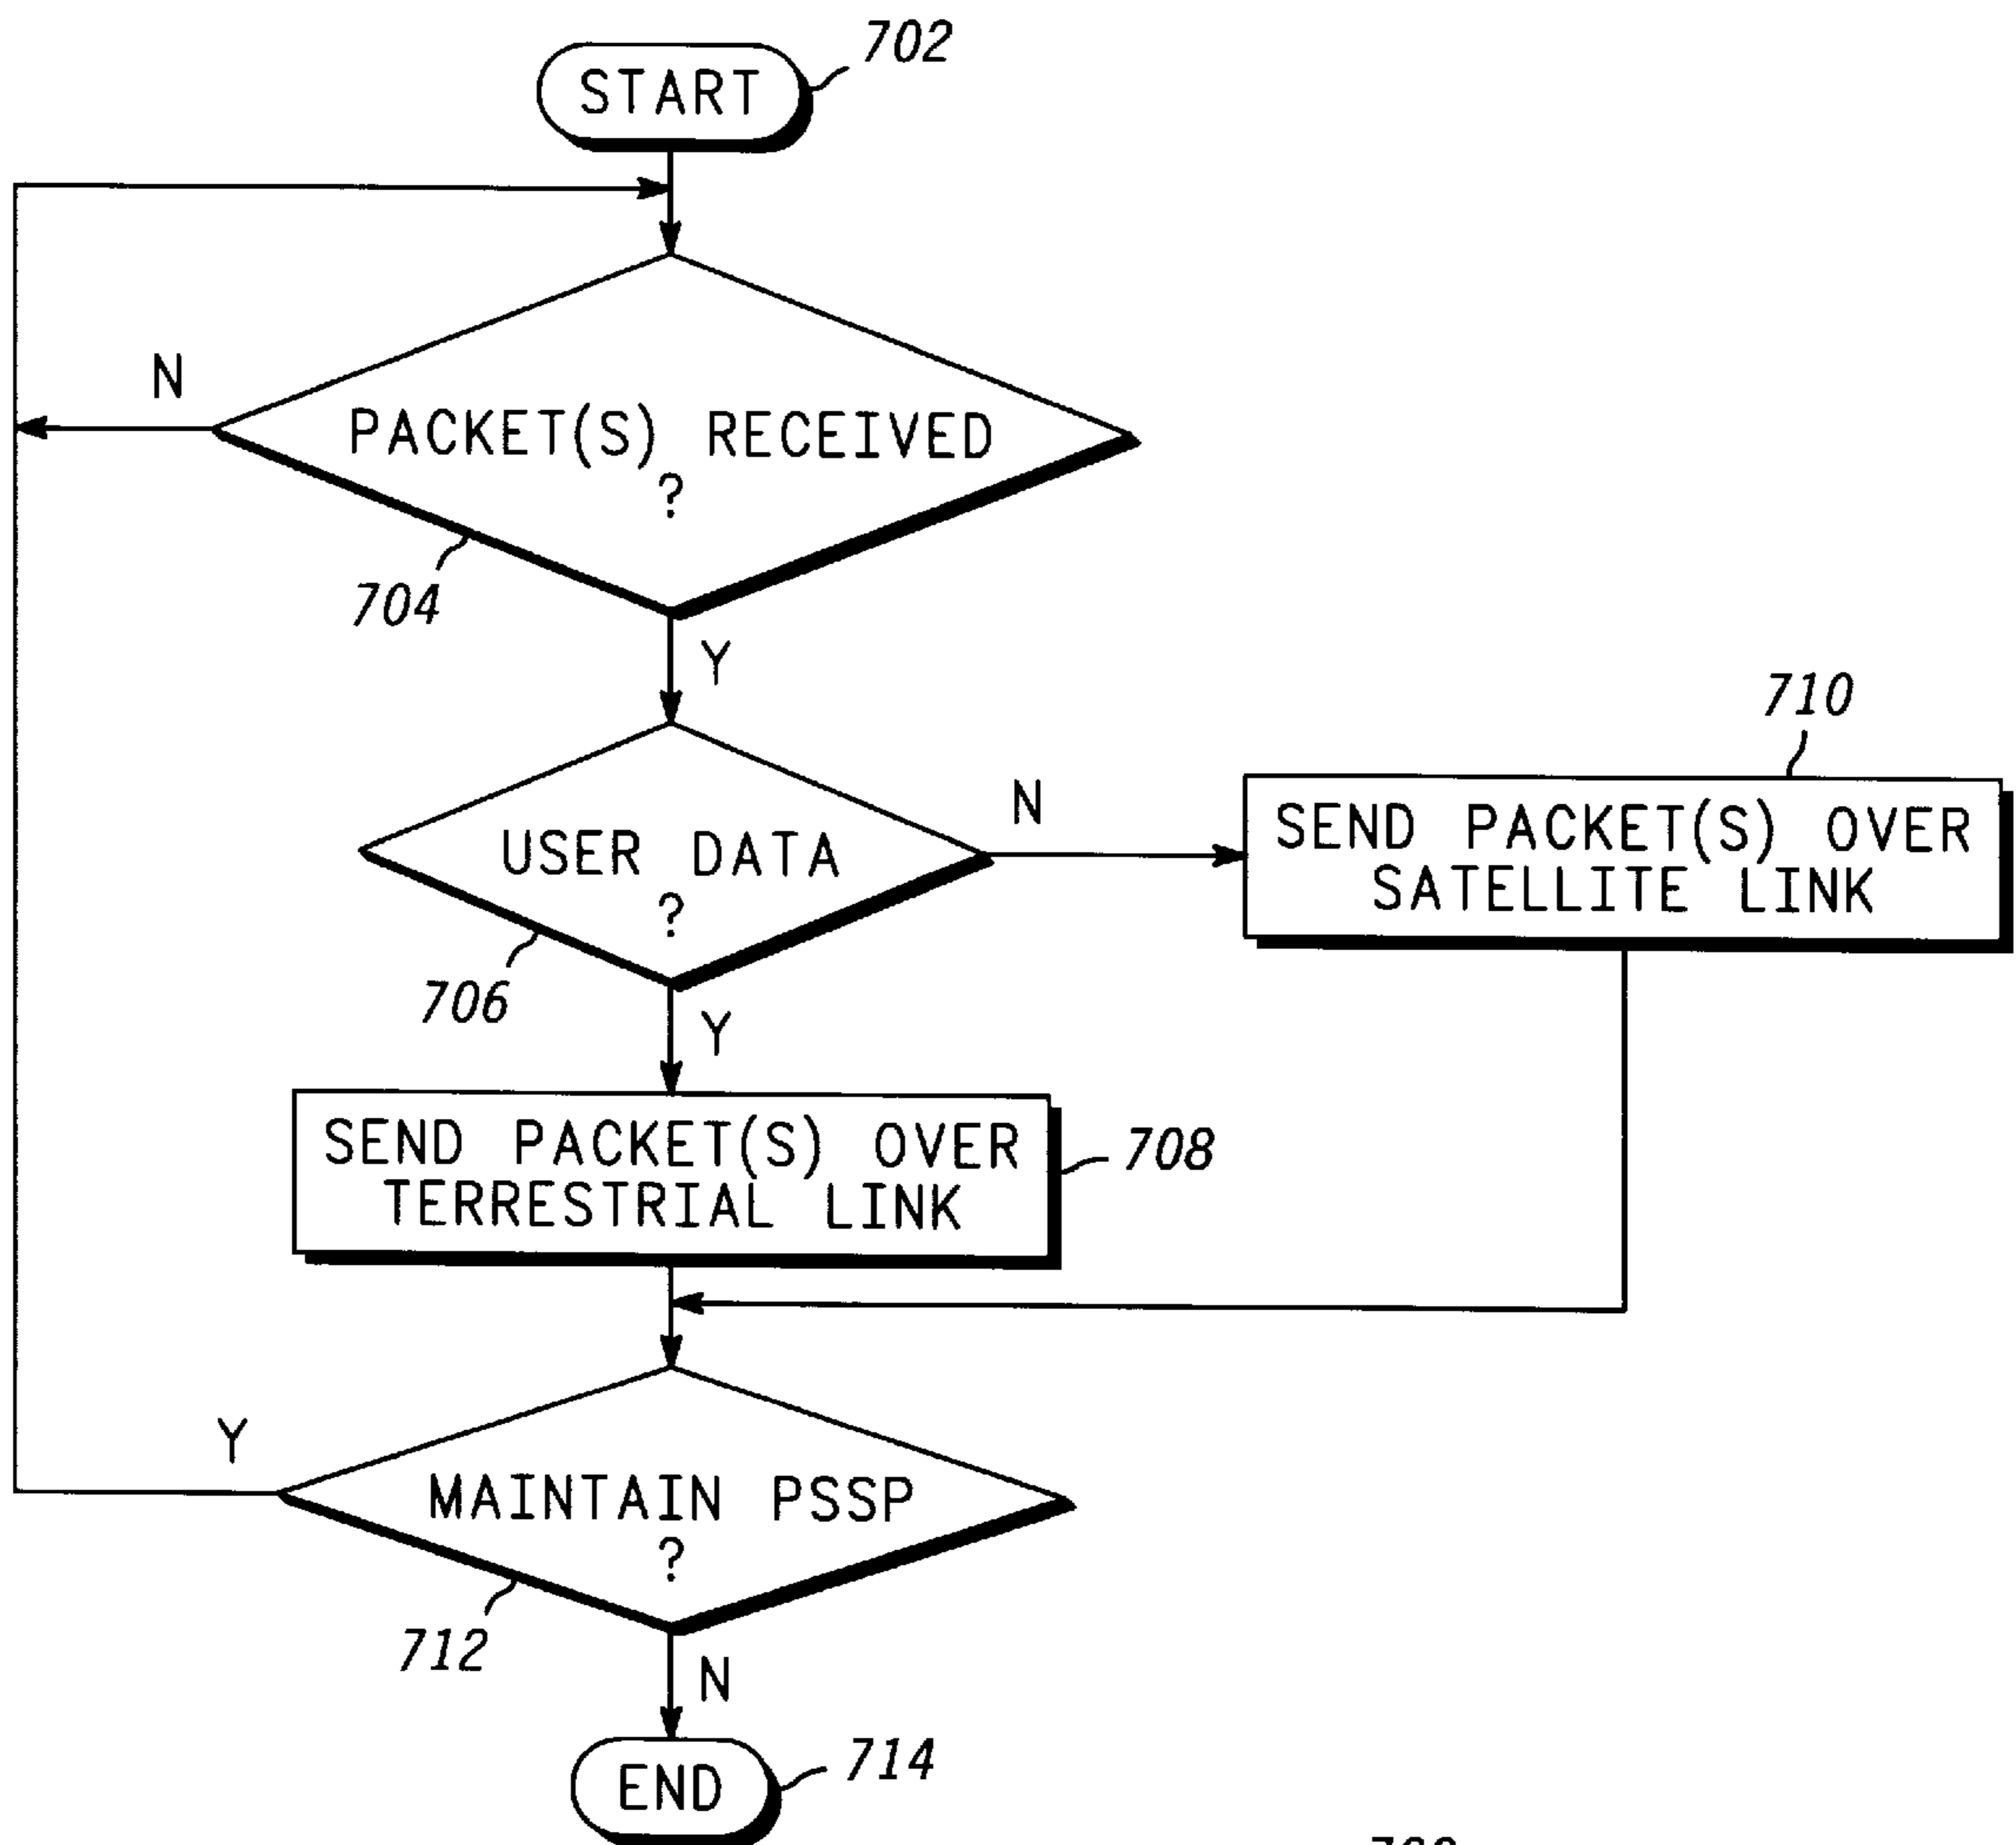 702
START
N
PACKET(S) RECEIVED
?
704
Y
710
N
SEND PACKET(S) OVER
SATELLITE LINK
USER DATA
?
706
Y
SEND PACKET(S) OVER
TERRESTRIAL LINK
708
Y
MAINTAIN PSSP
?
712
N
714
END